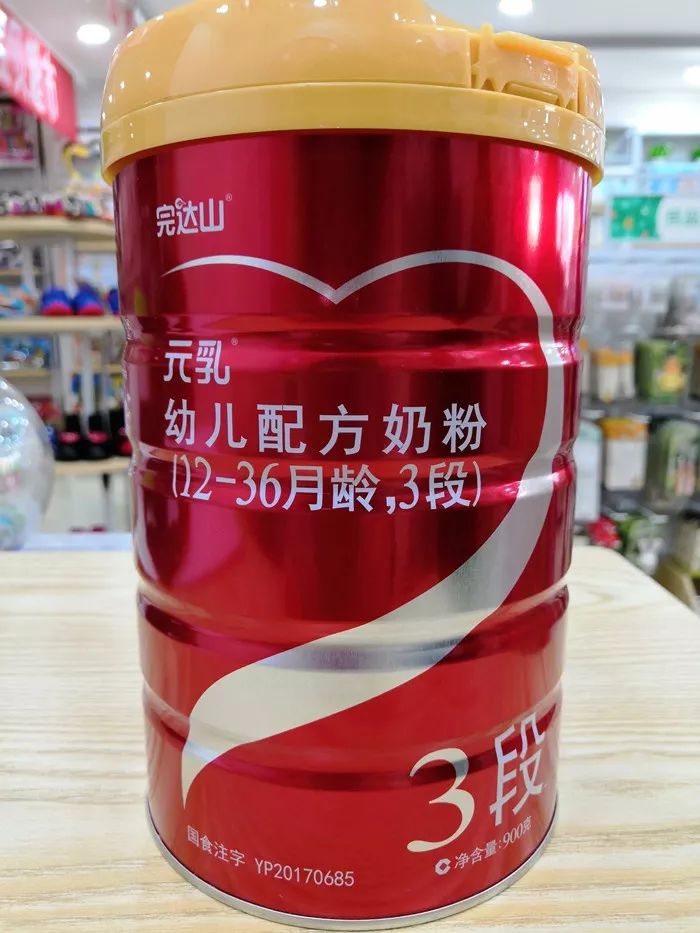 完达山®
元乳®
幼儿配方奶粉
(12-36月龄,3段)
3段
国食注字 YP20170685
净含量:900克